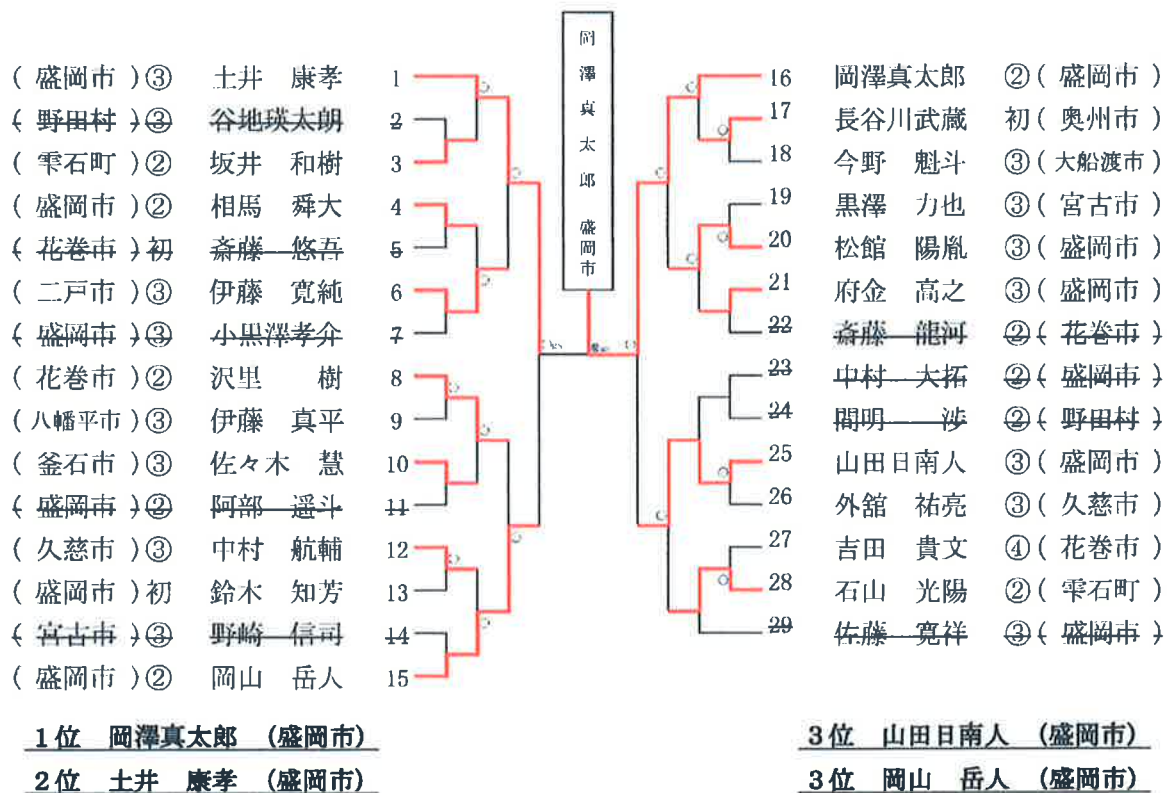 岡澤真太郎 盛岡市
( 盛岡市 )③ 土井 康孝 1
( 野田村 )③ 谷地瑛太朗 2
( 雫石町 )② 坂井 和樹 3
( 盛岡市 )② 相馬 舜大 4
( 花巻市 )初 斎藤 悠吾 5
( 二戸市 )③ 伊藤 寛純 6
( 盛岡市 )③ 小黒澤孝介 7
( 花巻市 )② 沢里 樹 8
( 八幡平市 )③ 伊藤 真平 9
( 釜石市 )③ 佐々木 慧 10
( 盛岡市 )② 阿部 遥斗 11
( 久慈市 )③ 中村 航輔 12
( 盛岡市 )初 鈴木 知芳 13
( 宮古市 )③ 野崎 信司 14
( 盛岡市 )② 岡山 岳人 15
16 岡澤真太郎 ②( 盛岡市 )
17 長谷川武蔵 初( 奥州市 )
18 今野 魁斗 ③( 大船渡市 )
19 黒澤 力也 ③( 宮古市 )
20 松館 陽胤 ③( 盛岡市 )
21 府金 高之 ③( 盛岡市 )
22 斎藤 龍河 ②( 花巻市 )
23 中村 大拓 ②( 盛岡市 )
24 間明 渉 ②( 野田村 )
25 山田日南人 ③( 盛岡市 )
26 外舘 祐亮 ③( 久慈市 )
27 吉田 貴文 ④( 花巻市 )
28 石山 光陽 ②( 雫石町 )
29 佐藤 寛祥 ③( 盛岡市 )
1位 岡澤真太郎 (盛岡市)
2位 土井 康孝 (盛岡市)
3位 山田日南人 (盛岡市)
3位 岡山 岳人 (盛岡市)